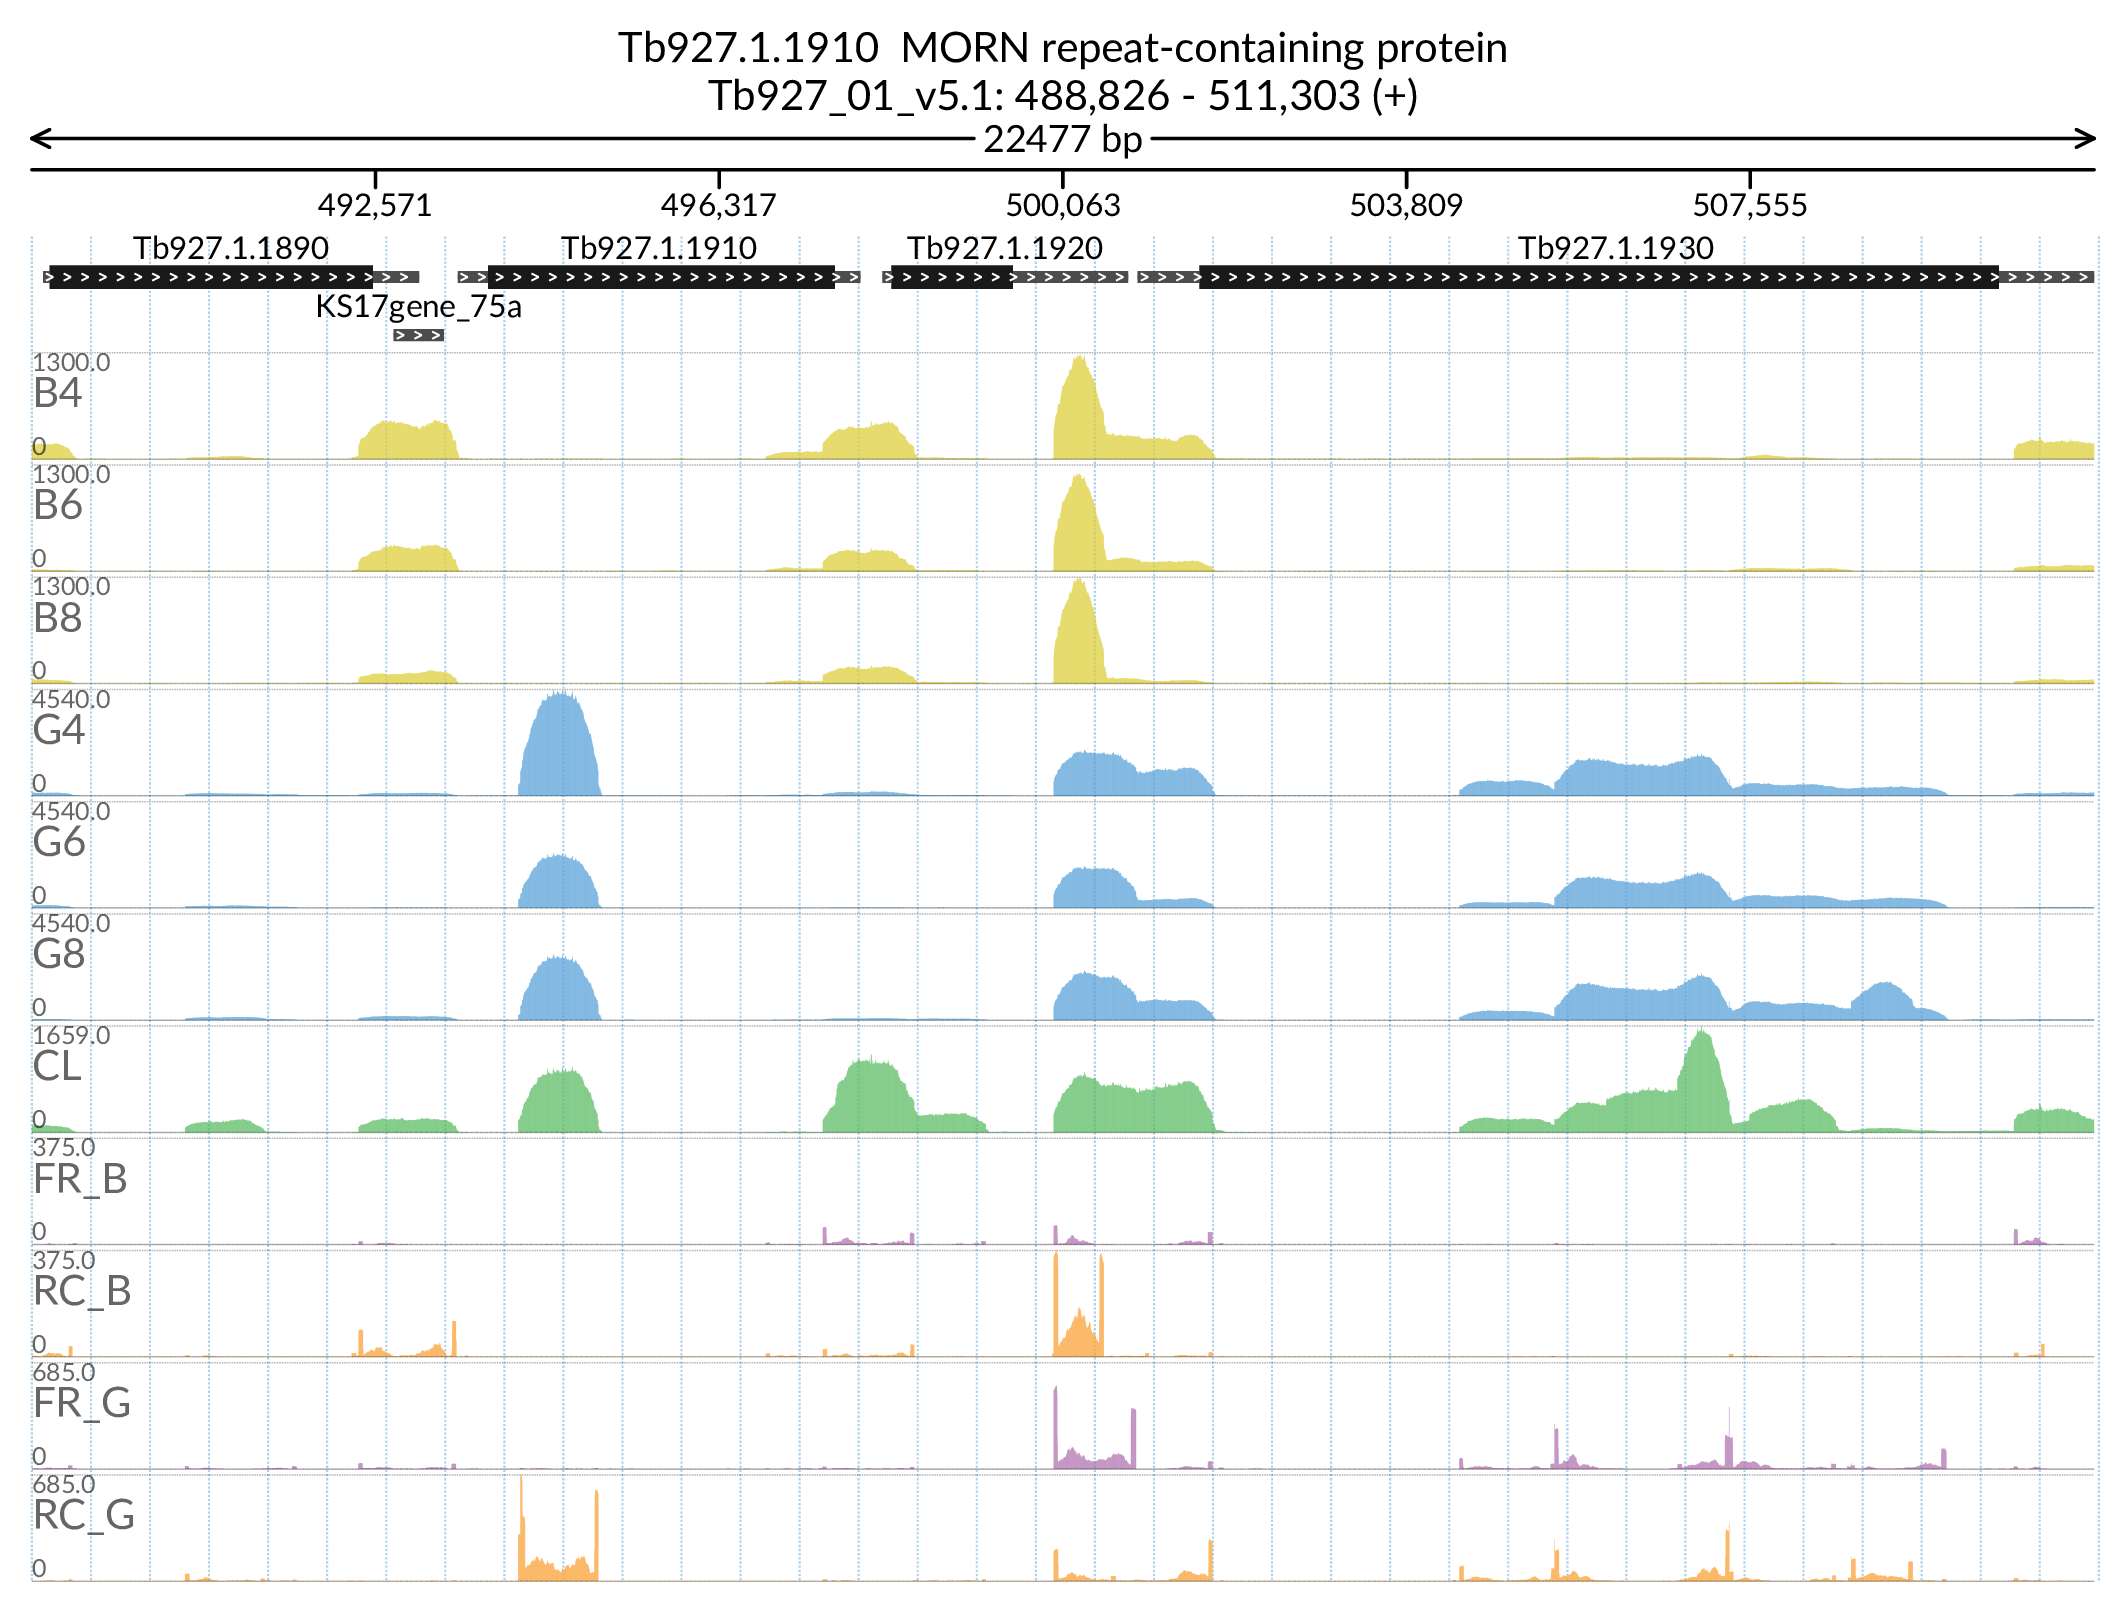 Tb927.1.1910 MORN repeat-containing protein
Tb927_01_v5.1: 488,826 - 511,303 (+)
22477 bp
492,571 496,317 500,063 503,809 507,555
Tb927.1.1890 Tb927.1.1910 Tb927.1.1920 Tb927.1.1930
KS17gene_75a
1300.0
B4
0
1300.0
B6
0
1300.0
B8
0
4540.0
G4
0
4540.0
G6
0
4540.0
G8
0
1659.0
CL
0
375.0
FR_B
0
375.0
RC_B
0
685.0
FR_G
0
685.0
RC_G
0